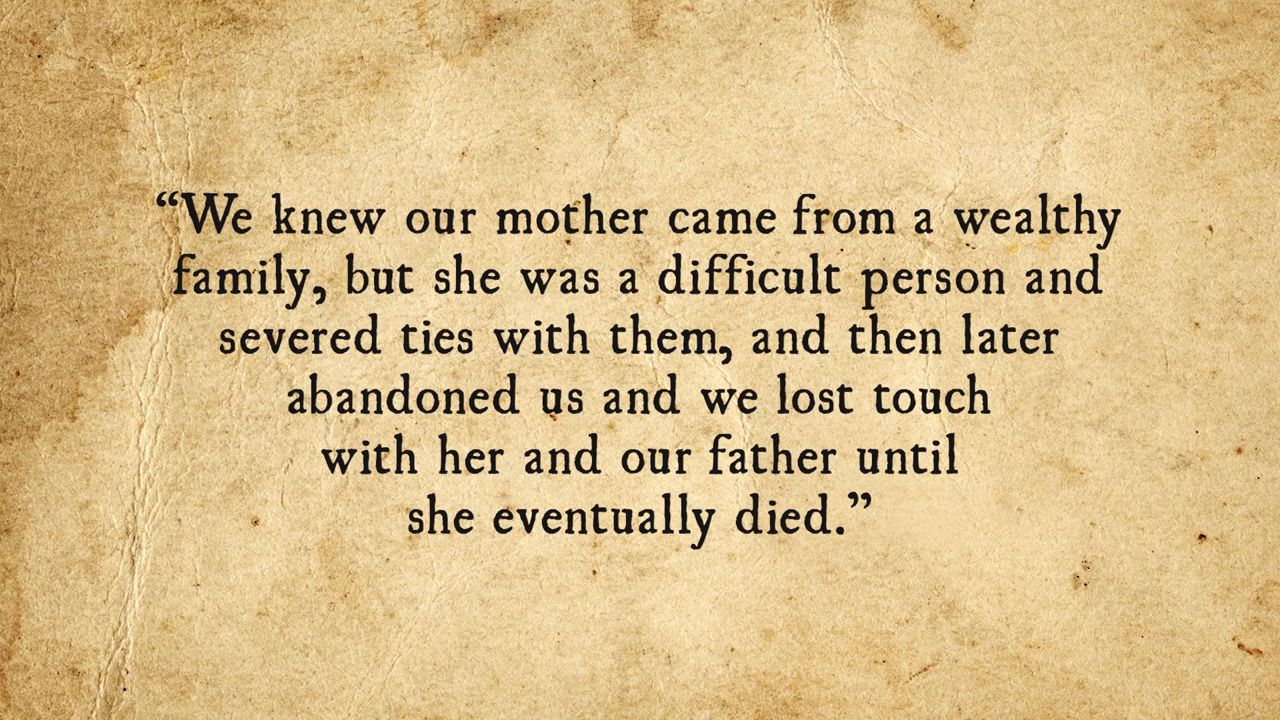 “We knew our mother came from a wealthy
family, but she was a difficult person and
severed ties with them, and then later
abandoned us and we lost touch
with her and our father until
she eventually died.”